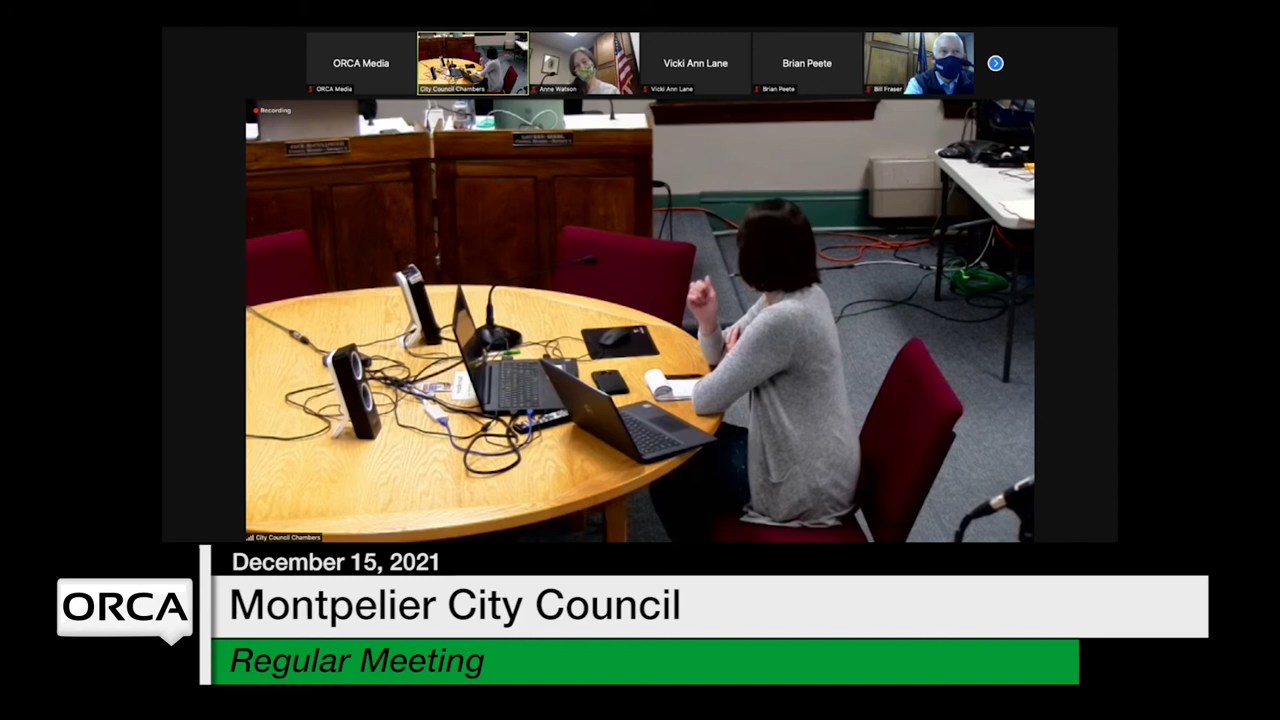 ORCA Media
Vicki Ann Lane
Brian Peete
ORCA Media
City Council Chambers
Anne Watson
Vicki Ann Lane
Brian Peete
Bill Fraser
Recording
City Council Chambers
December 15, 2021
ORCA
Montpelier City Council
Regular Meeting